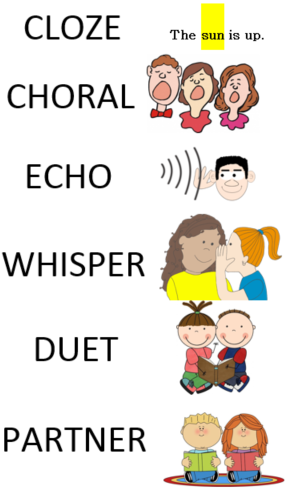 CLOZE
The sun is up.
CHORAL
ECHO
WHISPER
DUET
PARTNER